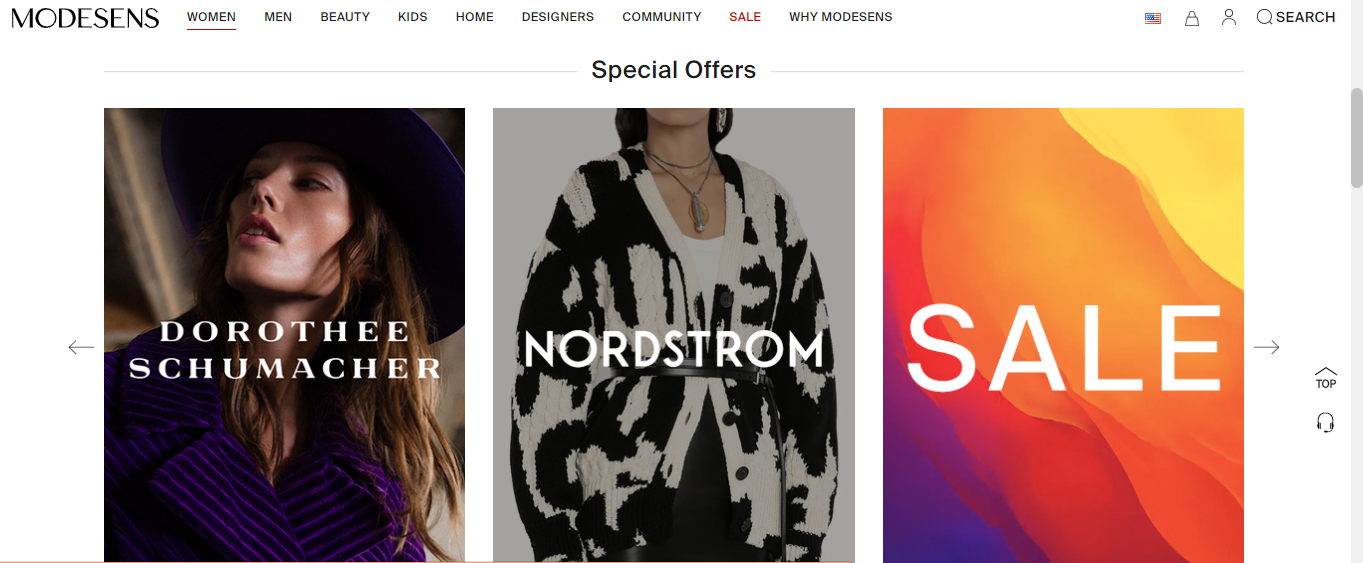 MODESENS WOMEN MEN BEAUTY KIDS HOME DESIGNERS COMMUNITY SALE WHY MODESENS SEARCH
Special Offers
DOROTHEE
SCHUMACHER
NORDSTROM
SALE
TOP